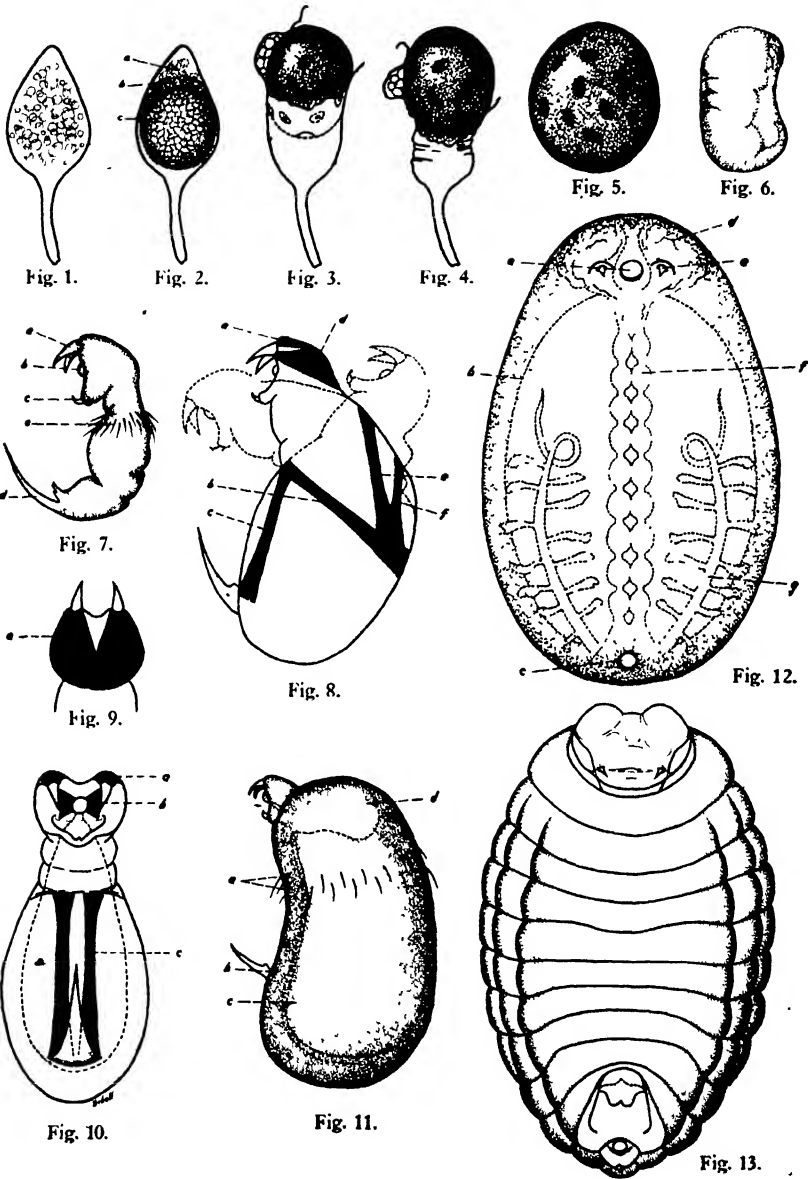 a
b
c
Fig. 1.
Fig. 2.
Fig. 3.
Fig. 4.
Fig. 5.
Fig. 6.
a
b
c
e
d
Fig. 7.
a
d
b
c
e
f
Fig. 8.
a
Fig. 9.
d
a
e
b
f
g
c
Fig. 12.
a
b
c
Fig. 10.
a
b
c
d
Fig. 11.
Fig. 13.